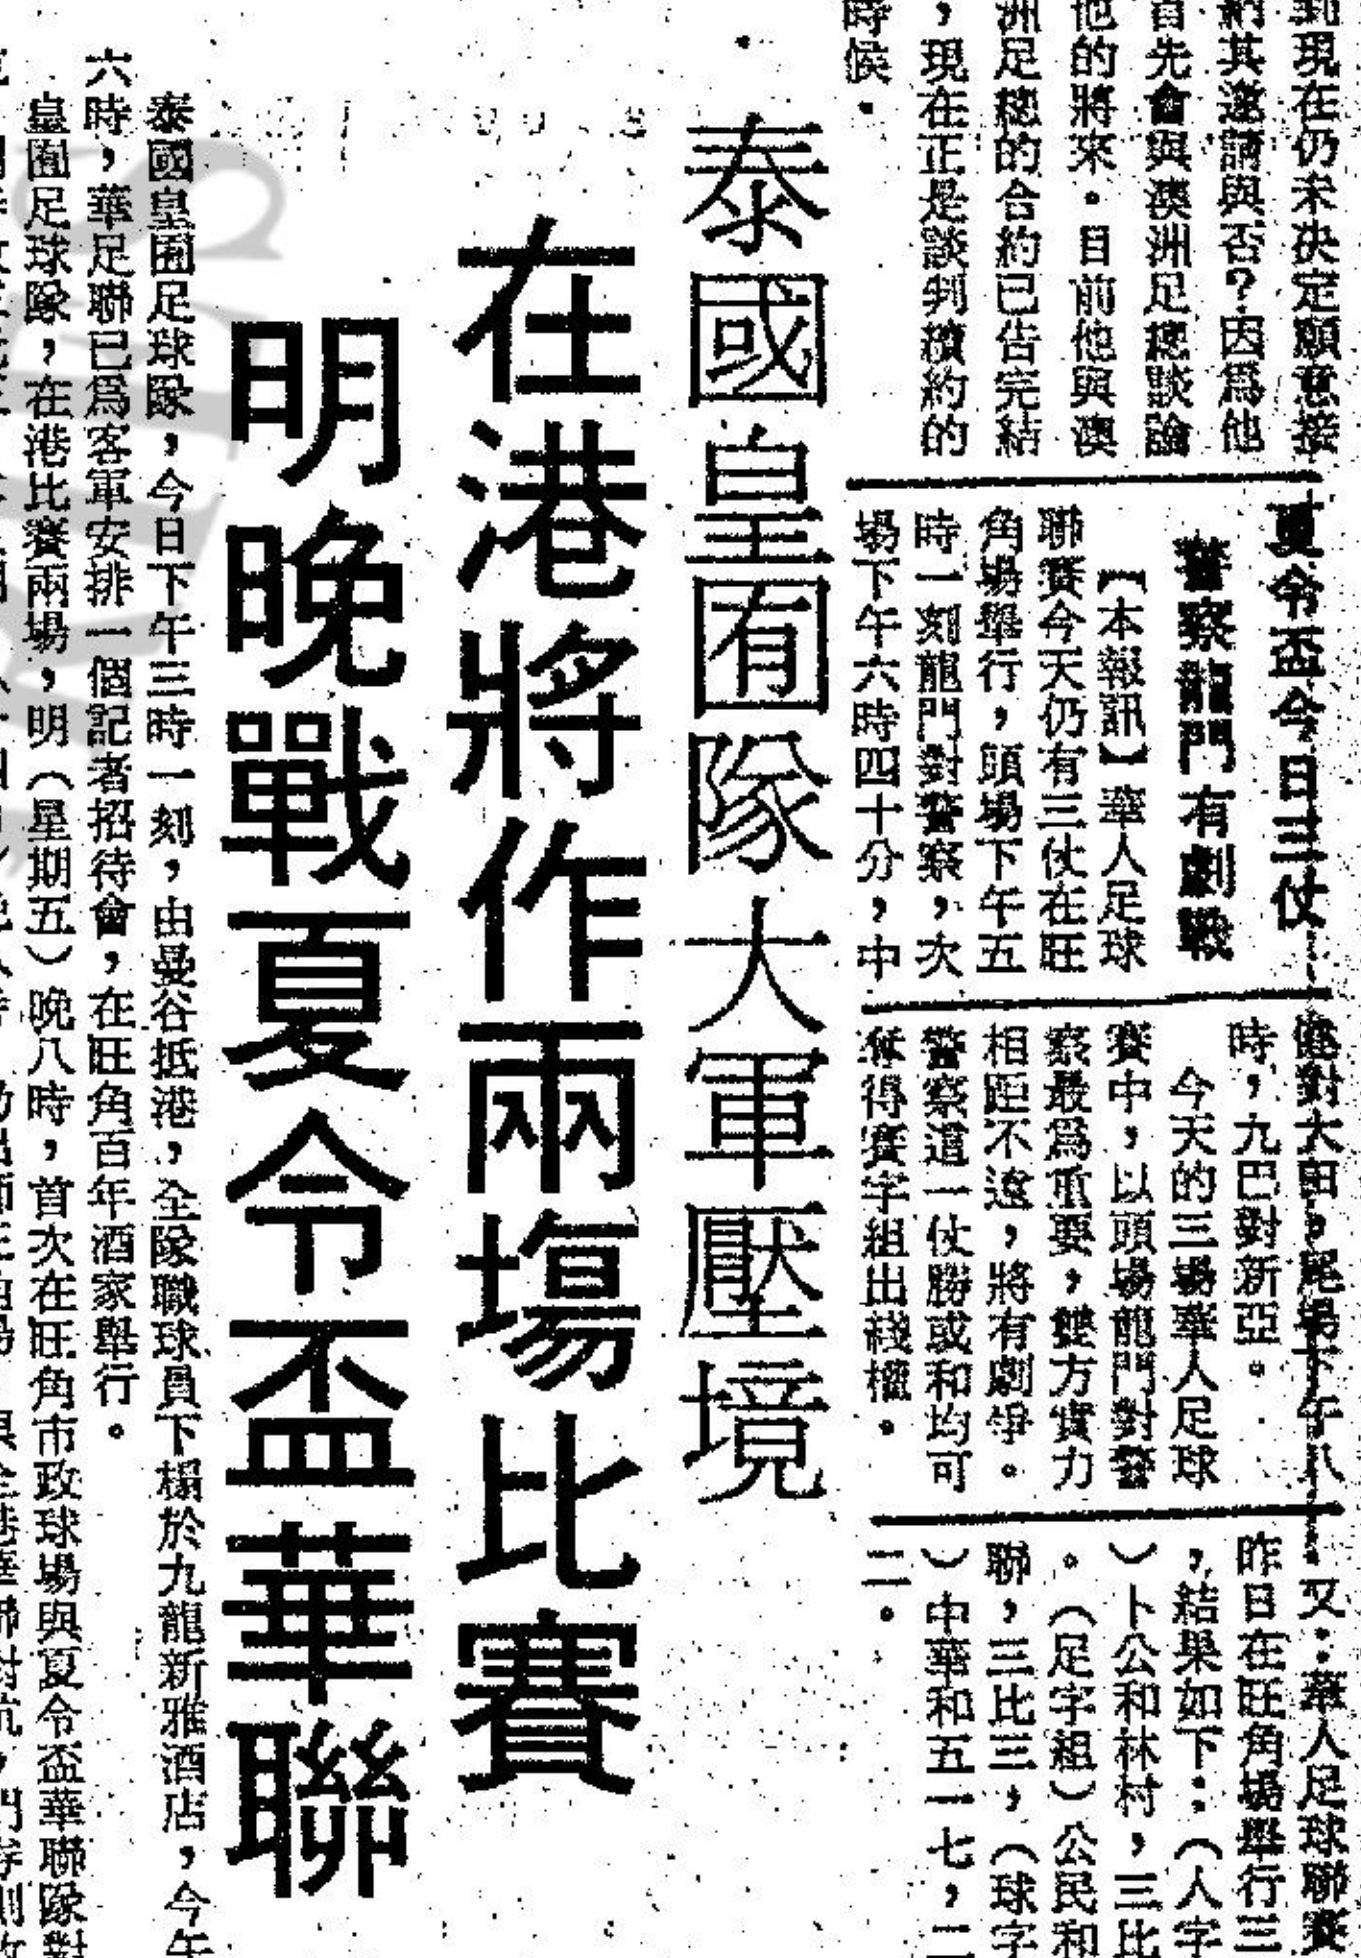 到現在仍未決定願意接
納其邀請與否？因爲他
首先會與澳洲足總談論
他的將來。目前他與澳
洲足總的合約已告完結
，現在正是談判續約的
時候。
夏令盃今日三仗
警察龍門有劇戰
【本報訊】華人足球
聯賽今天仍有三仗在旺
角場舉行，頭場下午五
時一刻龍門對警察，次
場下午六時四十分，中
健對大田，尾場下午八
時，九巴對新亞。
今天的三場華人足球
賽中，以頭場龍門對警
察最爲重要，雙方實力
相距不遠，將有劇爭。
警察這一仗勝或和均可
奪得賽字組出綫權。
又：華人足球聯賽
昨日在旺角場舉行三
，結果如下：（人字
）卜公和林村，三比
。（足字組）公民和
聯，三比三，（球字
）中華和五一七，二
二。
泰國皇囿隊大軍壓境
在港將作兩場比賽
明晚戰夏令盃華聯
泰國皇囿足球隊，今日下午三時一刻，由曼谷抵港，全隊職球員下榻於九龍新雅酒店，今午
六時，華足聯已爲客軍安排一個記者招待會，在旺角百年酒家舉行。
皇囿足球隊，在港比賽兩場，明（星期五）晚八時，首次在旺角市政球場與夏令盃華聯隊對